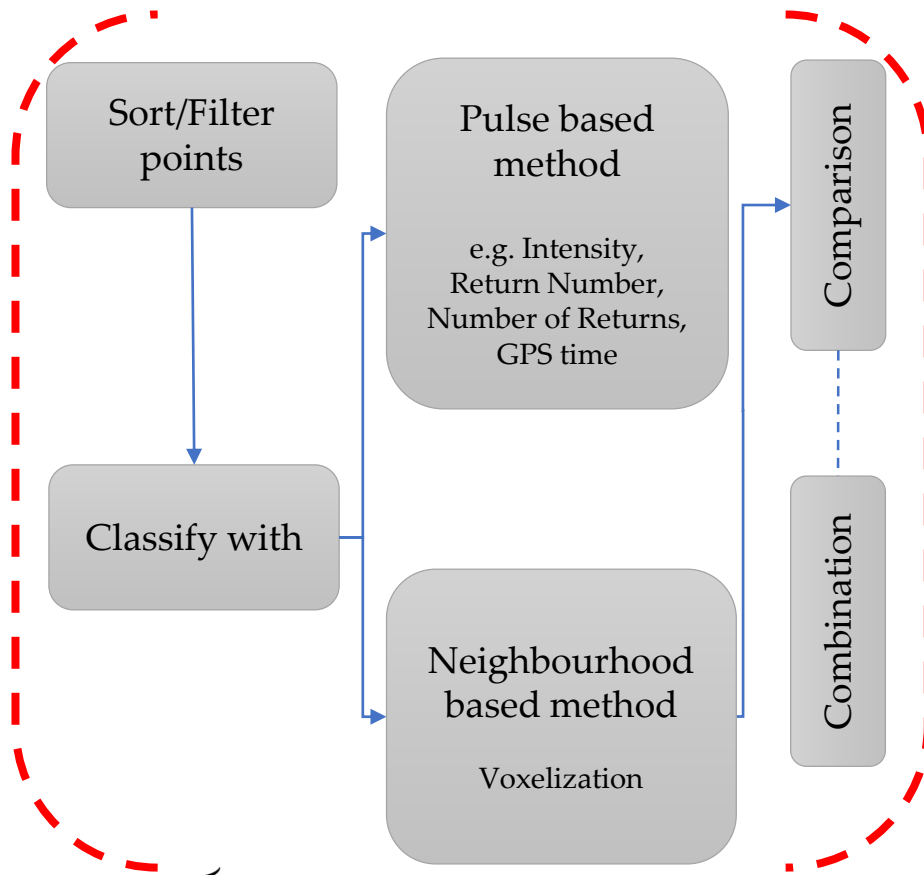 Sort/Filter
points
Pulse based
method
e.g. Intensity,
Return Number,
Number of Returns,
GPS time
Comparison
Classify with
Neighbourhood
based method
Voxelization
Combination